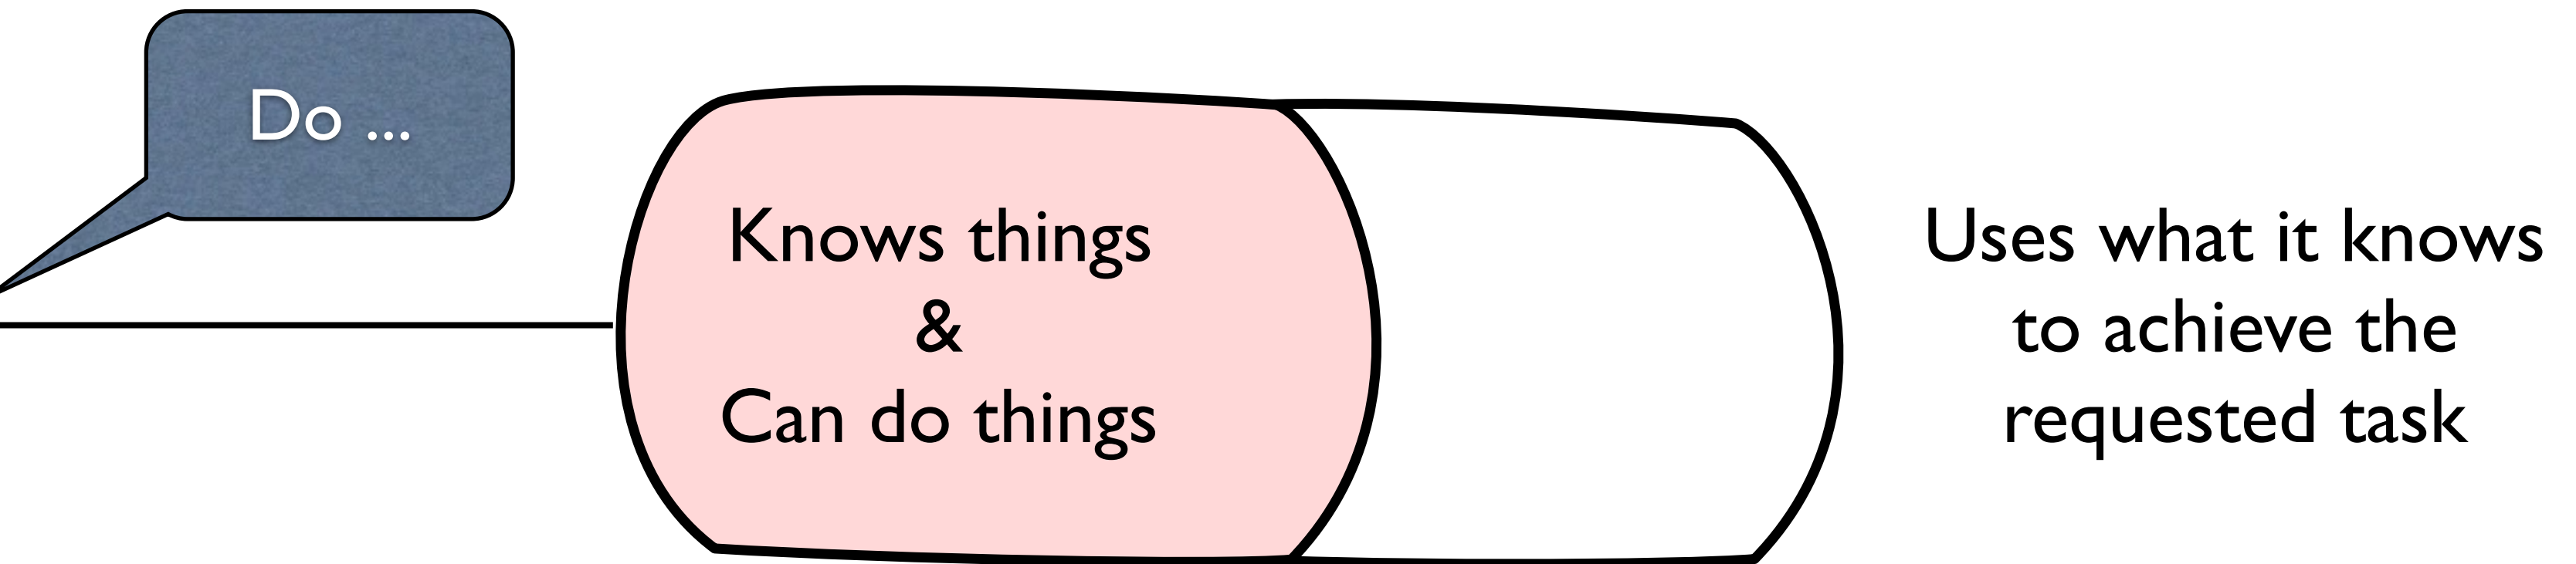 Do ...
Knows things
&
Can do things
Uses what it knows
to achieve the
requested task